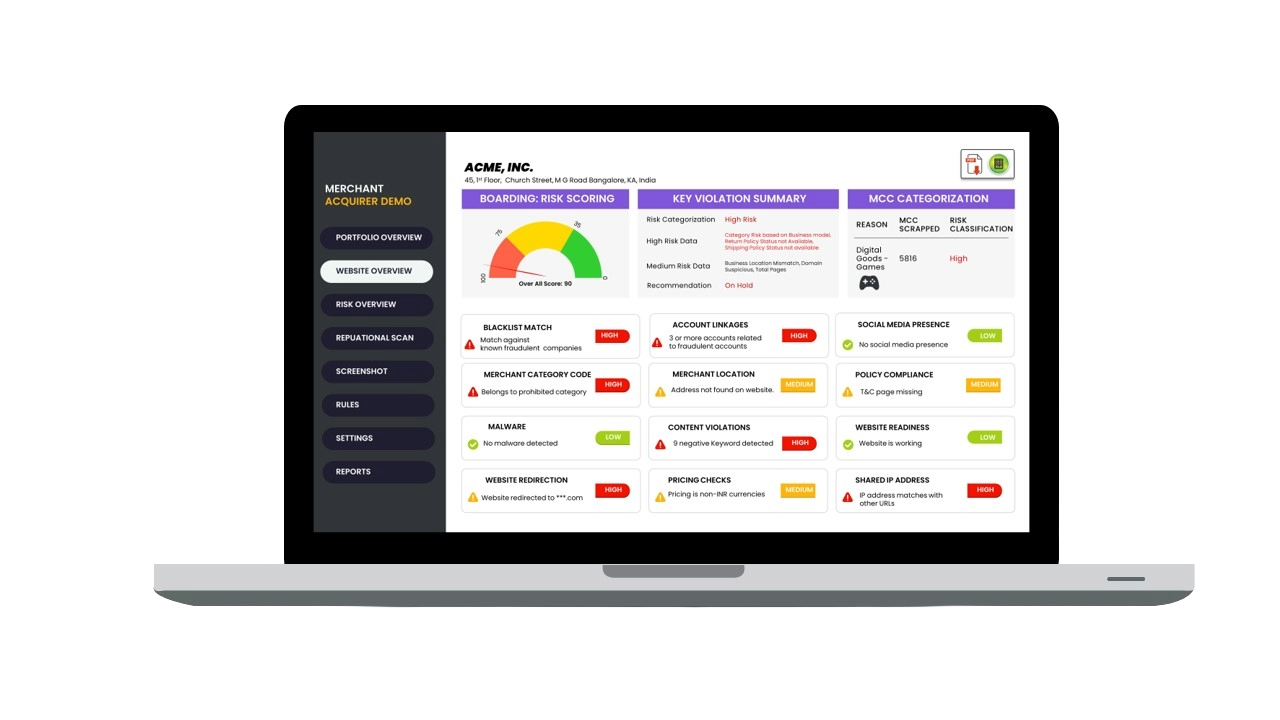 ACME, INC.
45, 1st Floor, Church Street, M G Road Bangalore, KA, India
PDF
MERCHANT
ACQUIRER DEMO
PORTFOLIO OVERVIEW
WEBSITE OVERVIEW
RISK OVERVIEW
REPUATIONAL SCAN
SCREENSHOT
RULES
SETTINGS
REPORTS
BOARDING: RISK SCORING
100
75
35
0
Over All Score: 90
KEY VIOLATION SUMMARY
Risk Categorization High Risk
High Risk Data
Category Risk based on Business model,
Return Policy Status not Available,
Shipping Policy Status not available
Medium Risk Data
Business Location Mismatch, Domain
Suspicious, Total Pages
Recommendation On Hold
MCC CATEGORIZATION
REASON
MCC
SCRAPPED
RISK
CLASSIFICATION
Digital
Goods -
Games
5816
High
BLACKLIST MATCH
Match against
known fraudulent companies
HIGH
ACCOUNT LINKAGES
3 or more accounts related
to fraudulent accounts
HIGH
SOCIAL MEDIA PRESENCE
No social media presence
LOW
MERCHANT CATEGORY CODE
Belongs to prohibited category
HIGH
MERCHANT LOCATION
Address not found on website.
MEDIUM
POLICY COMPLIANCE
T&C page missing
MEDIUM
MALWARE
No malware detected
LOW
CONTENT VIOLATIONS
9 negative Keyword detected
HIGH
WEBSITE READINESS
Website is working
LOW
WEBSITE REDIRECTION
Website redirected to ***.com
HIGH
PRICING CHECKS
Pricing is non-INR currencies
MEDIUM
SHARED IP ADDRESS
IP address matches with
other URLs
HIGH